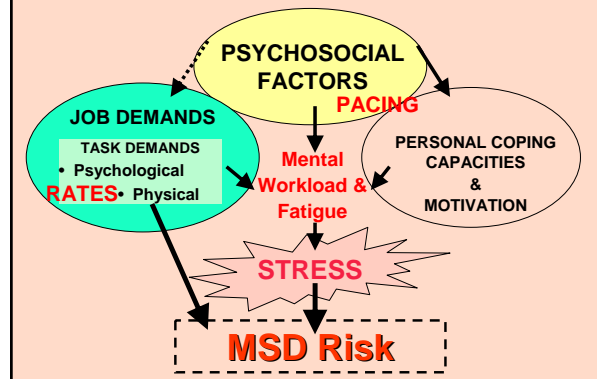 PSYCHOSOCIAL
FACTORS
PACING
JOB DEMANDS
TASK DEMANDS
• Psychological
RATES • Physical
Mental
Workload &
Fatigue
PERSONAL COPING
CAPACITIES
&
MOTIVATION
STRESS
MSD Risk